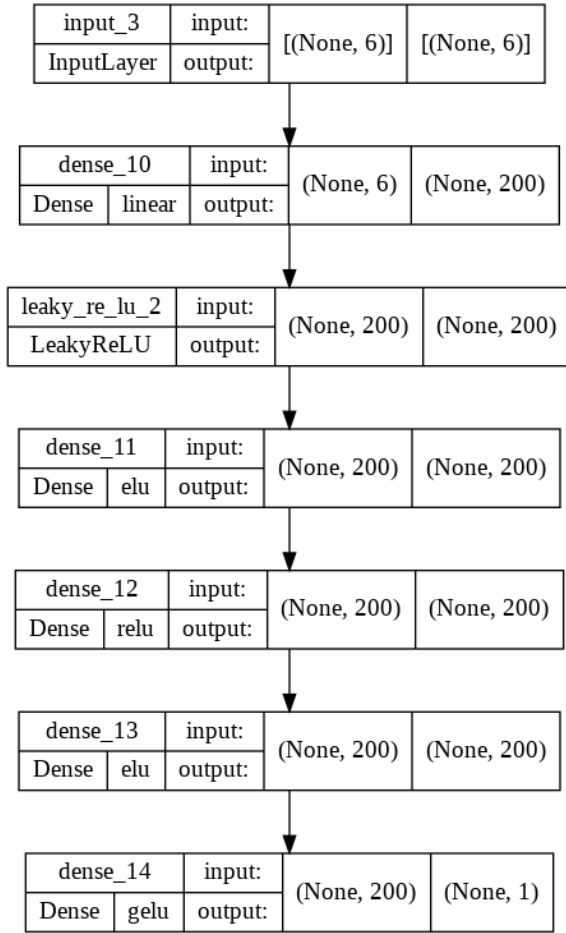 input_3 input: [(None, 6)] [(None, 6)]
InputLayer output:
dense_10 input: (None, 6) (None, 200)
Dense linear output:
leaky_re_lu_2 input: (None, 200) (None, 200)
LeakyReLU output:
dense_11 input: (None, 200) (None, 200)
Dense elu output:
dense_12 input: (None, 200) (None, 200)
Dense relu output:
dense_13 input: (None, 200) (None, 200)
Dense elu output:
dense_14 input: (None, 200) (None, 1)
Dense gelu output: